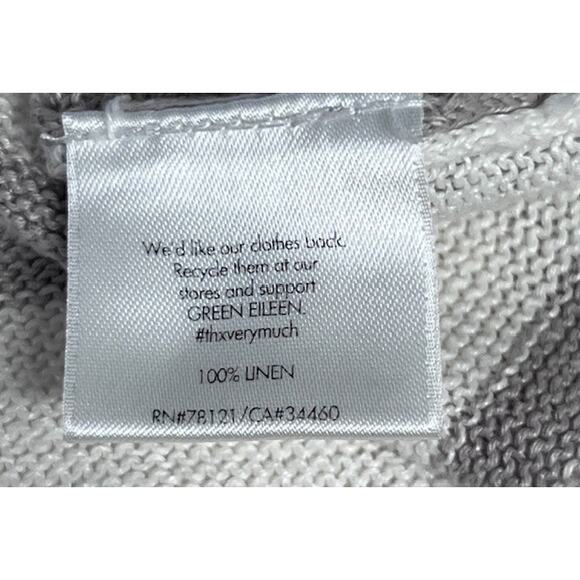 We'd like our clothes back.
Recycle them at our
stores and support
GREEN EILEEN.
#thxverymuch
100% LINEN
RN#78121/CA#34460